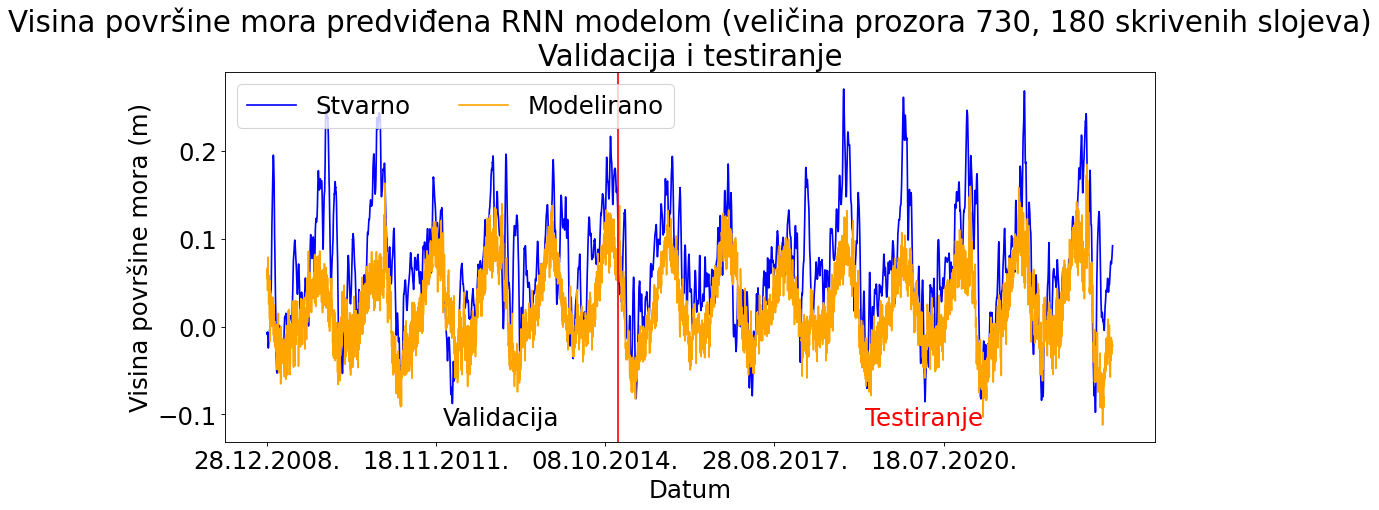 Visina površine mora predviđena RNN modelom (veličina prozora 730, 180 skrivenih slojeva)
Validacija i testiranje
Stvarno
Modelirano
Visina površine mora (m)
0.2
0.1
0.0
−0.1
Validacija
Testiranje
28.12.2008.
18.11.2011.
08.10.2014.
28.08.2017.
18.07.2020.
Datum